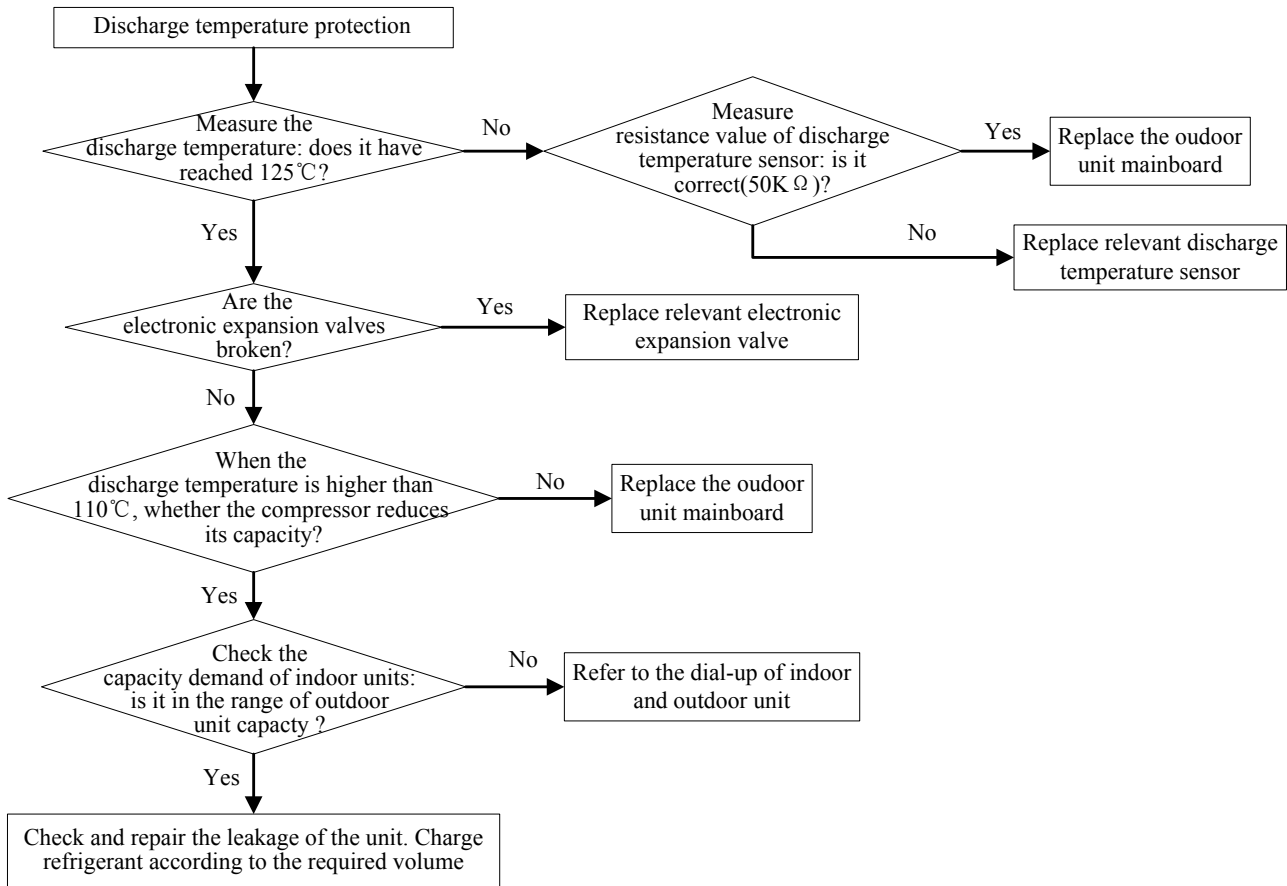 Discharge temperature protection
Measure the
discharge temperature: does it have
reached 125℃?
No
Measure
resistance value of discharge
temperature sensor: is it
correct(50KΩ)?
Yes
Replace the oudoor
unit mainboard
No
Replace relevant discharge
temperature sensor
Yes
Are the
electronic expansion valves
broken?
Yes
Replace relevant electronic
expansion valve
No
When the
discharge temperature is higher than
110℃, whether the compressor reduces
its capacity?
No
Replace the oudoor
unit mainboard
Yes
Check the
capacity demand of indoor units:
is it in the range of outdoor
unit capacty ?
No
Refer to the dial-up of indoor
and outdoor unit
Yes
Check and repair the leakage of the unit. Charge
refrigerant according to the required volume